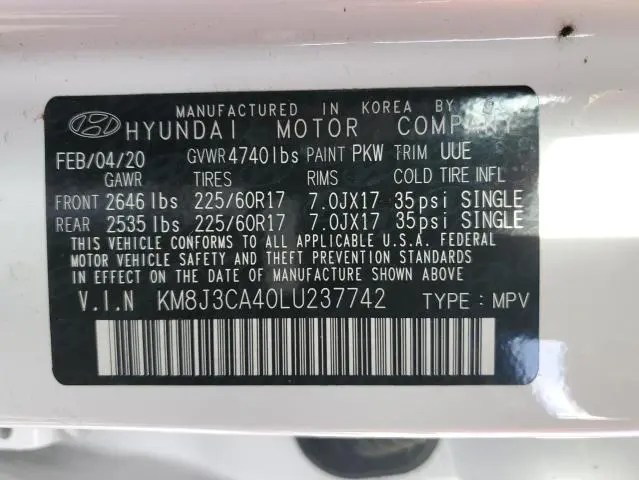 MANUFACTURED IN KOREA BY
HYUNDAI MOTOR COMPANY
FEB/04/20 GVWR 4740lbs PAINT PKW TRIM UUE
GAWR TIRES RIMS COLD TIRE INFL
FRONT 2646lbs 225/60R17 7.0JX17 35psi SINGLE
REAR 2535lbs 225/60R17 7.0JX17 35psi SINGLE
THIS VEHICLE CONFORMS TO ALL APPLICABLE U.S.A. FEDERAL
MOTOR VEHICLE SAFETY AND THEFT PREVENTION STANDARDS
IN EFFECT ON THE DATE OF MANUFACTURE SHOWN ABOVE.
V.I.N KM8J3CA40LU237742 TYPE : MPV